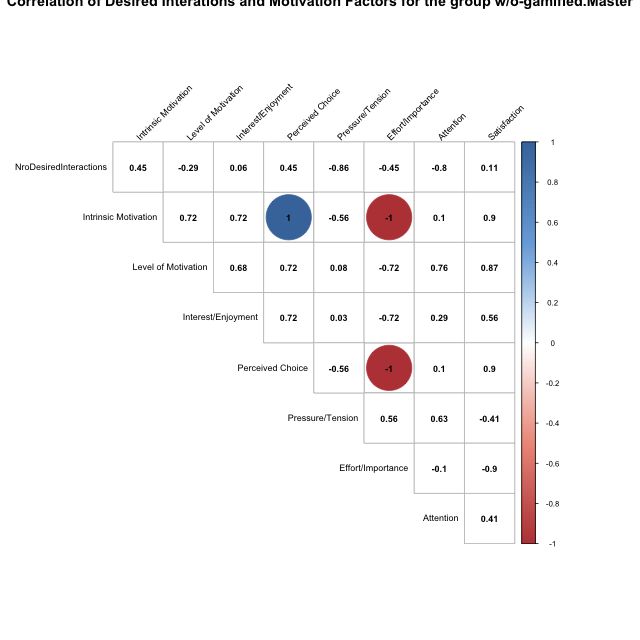 Correlation of Desired Interations and Motivation Factors for the group w/o-gamified.Master
Intrinsic Motivation
Level of Motivation
Interest/Enjoyment
Perceived Choice
Pressure/Tension
Effort/Importance
Attention
Satisfaction
NroDesiredInteractions 0.45 -0.29 0.06 0.45 -0.86 -0.45 -0.8 0.11
Intrinsic Motivation 0.72 0.72 1 -0.56 -1 0.1 0.9
Level of Motivation 0.68 0.72 0.08 -0.72 0.76 0.87
Interest/Enjoyment 0.72 0.03 -0.72 0.29 0.56
Perceived Choice -0.56 -1 0.1 0.9
Pressure/Tension 0.56 0.63 -0.41
Effort/Importance -0.1 -0.9
Attention 0.41
1
0.8
0.6
0.4
0.2
0
-0.2
-0.4
-0.6
-0.8
-1